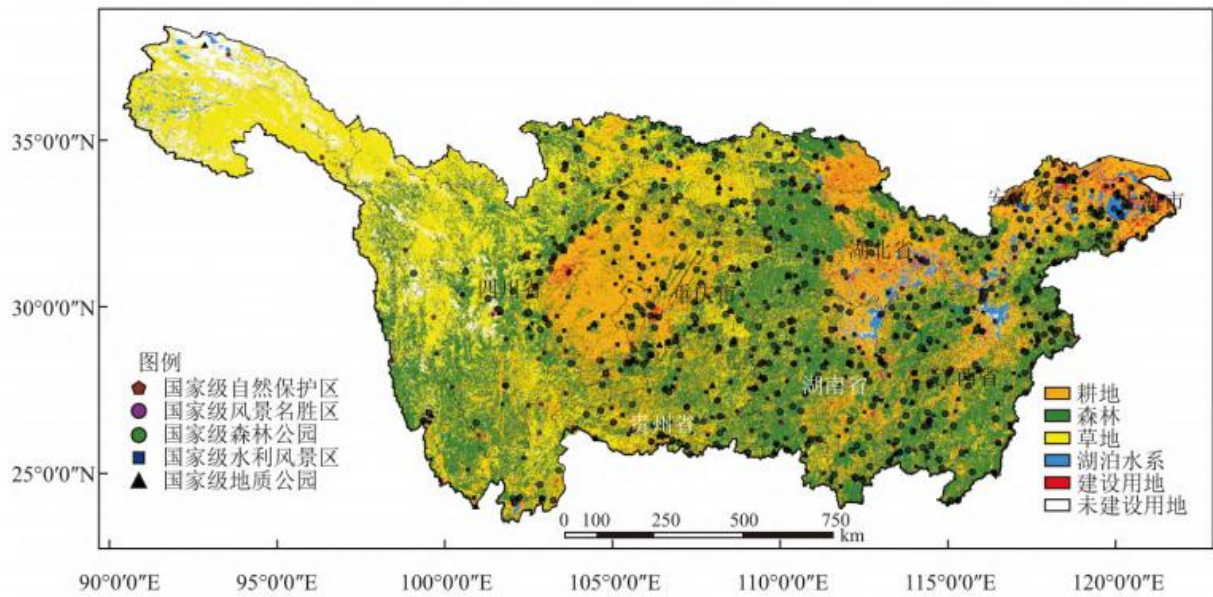 35°0′0″N
30°0′0″N
25°0′0″N
四川省
重庆市
湖北省
湖南省
贵州省
江西省
图例
国家级自然保护区
国家级风景名胜区
国家级森林公园
国家级水利风景区
国家级地质公园
耕地
森林
草地
湖泊水系
建设用地
未建设用地
0 100 250 500 750
km
90°0′0″E 95°0′0″E 100°0′0″E 105°0′0″E 110°0′0″E 115°0′0″E 120°0′0″E